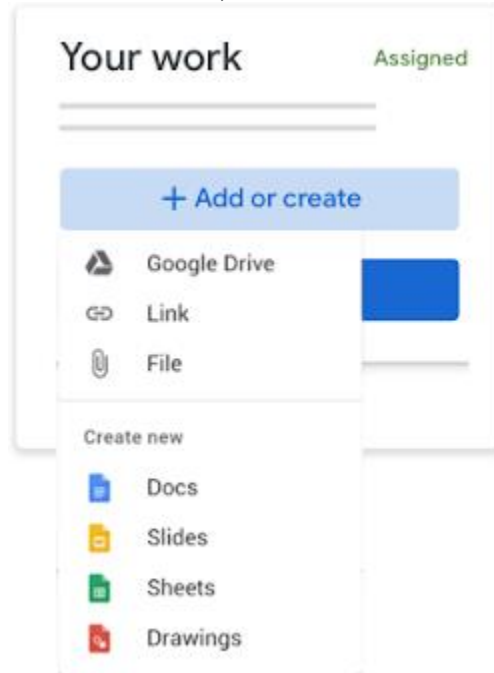 Your work
Assigned
+ Add or create
Google Drive
Link
File
Create new
Docs
Slides
Sheets
Drawings